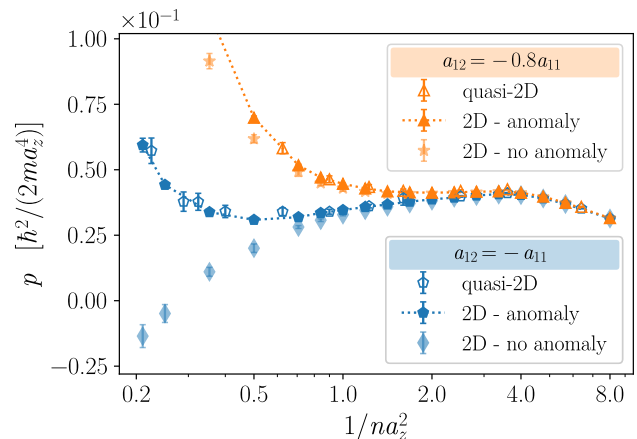 ×10⁻¹
1.00
0.75
0.50
0.25
0.00
−0.25
p [ℏ²/(2ma_z⁴)]
a₁₂ = −0.8a₁₁
quasi-2D
2D - anomaly
2D - no anomaly
a₁₂ = −a₁₁
quasi-2D
2D - anomaly
2D - no anomaly
0.2 0.5 1.0 2.0 4.0 8.0
1/na_z²